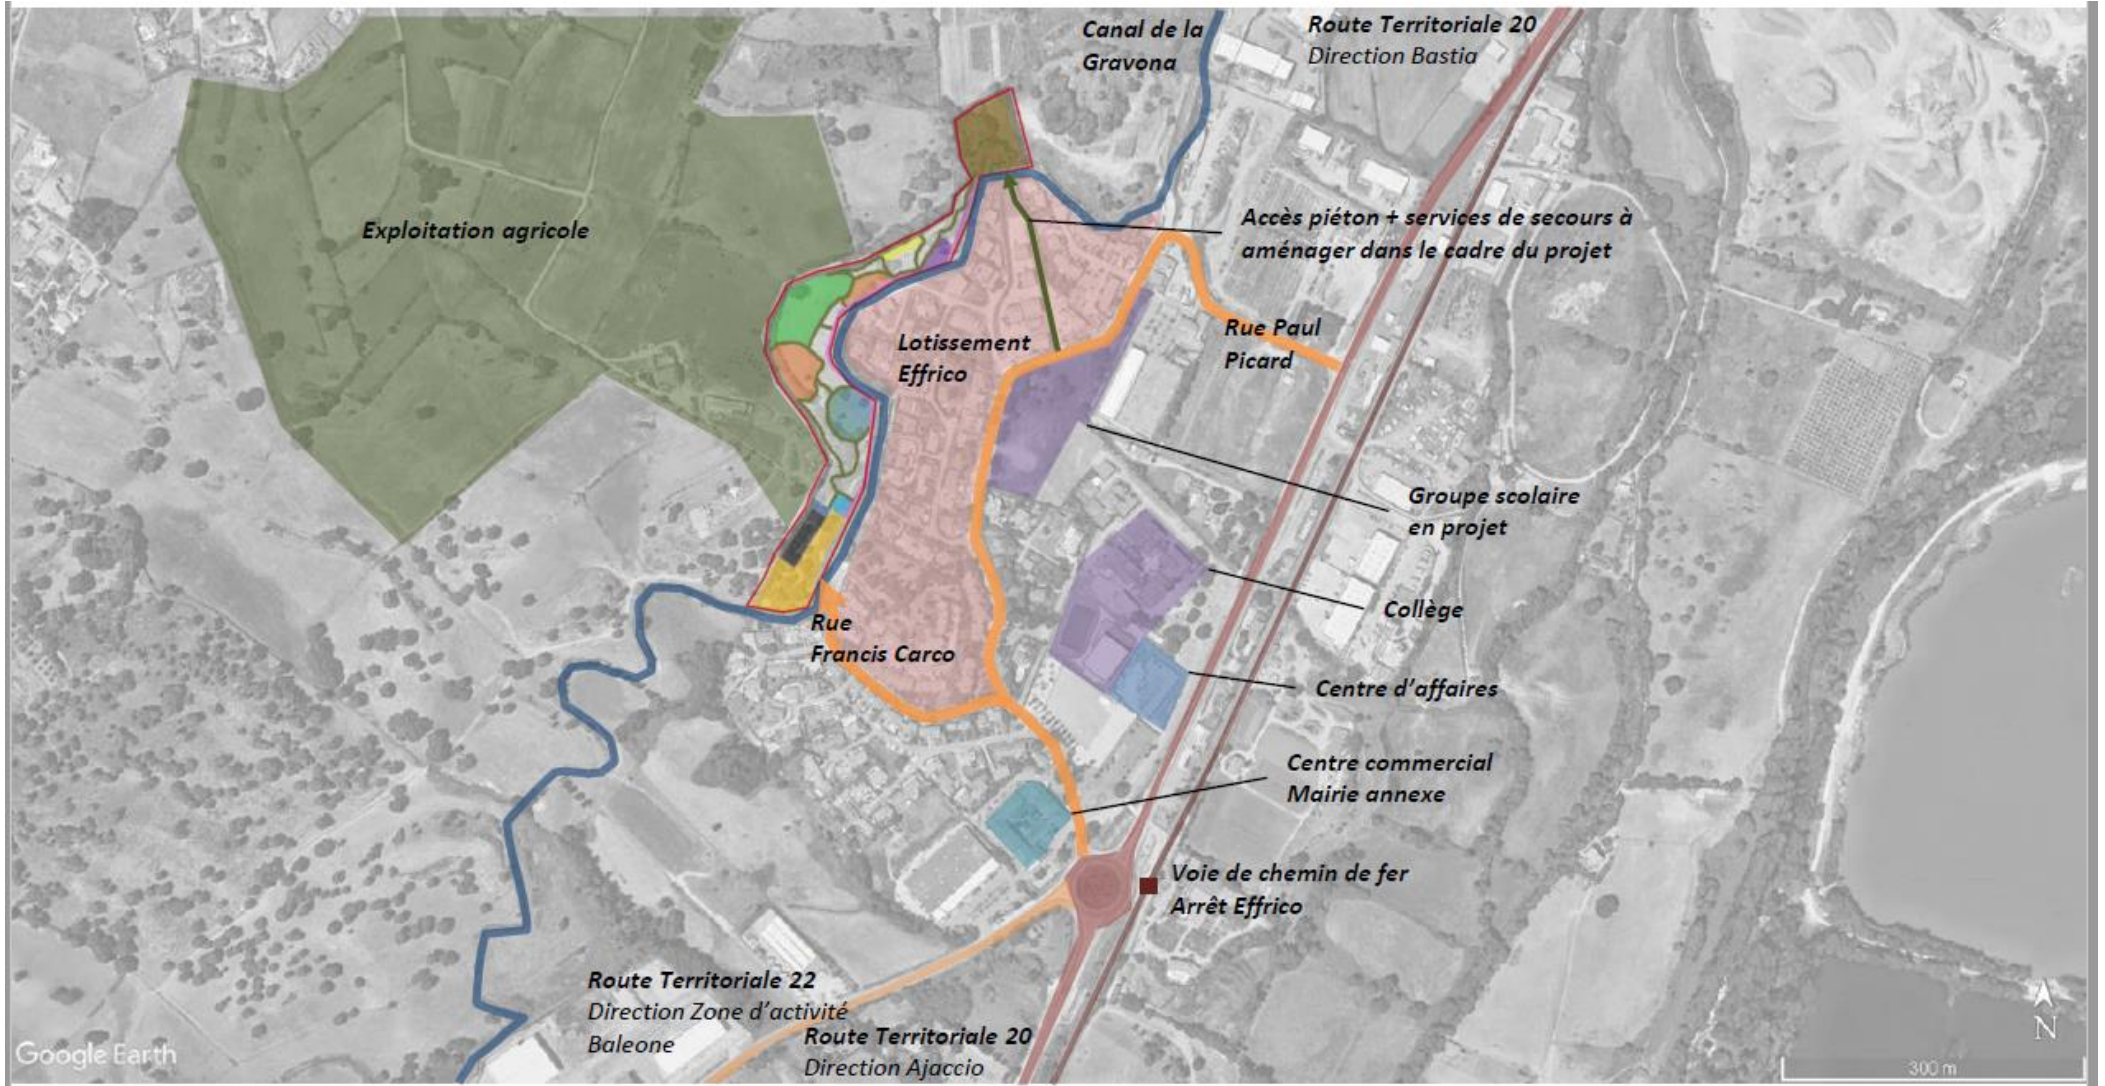 Canal de la
Gravona
Route Territoriale 20
Direction Bastia
Exploitation agricole
Accès piéton + services de secours à
aménager dans le cadre du projet
Lotissement
Effrico
Rue Paul
Picard
Groupe scolaire
en projet
Collège
Rue
Francis Carco
Centre d'affaires
Centre commercial
Mairie annexe
Voie de chemin de fer
Arrêt Effrico
Route Territoriale 22
Direction Zone d'activité
Baleone
Route Territoriale 20
Direction Ajaccio
Google Earth
N
300 m